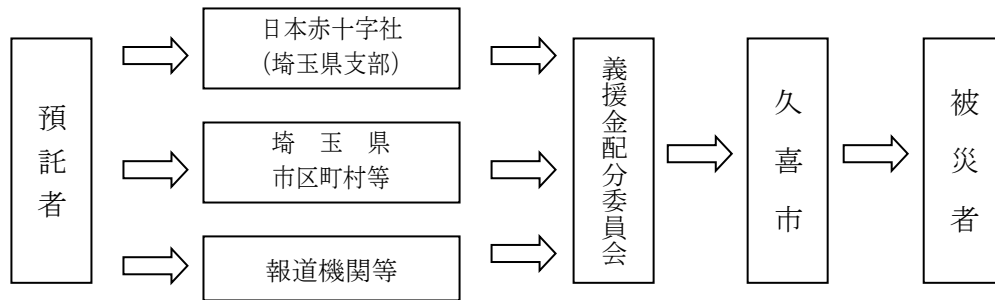 預託者
日本赤十字社
(埼玉県支部)
埼玉県
市区町村等
報道機関等
義援金配分委員会
久喜市
被災者